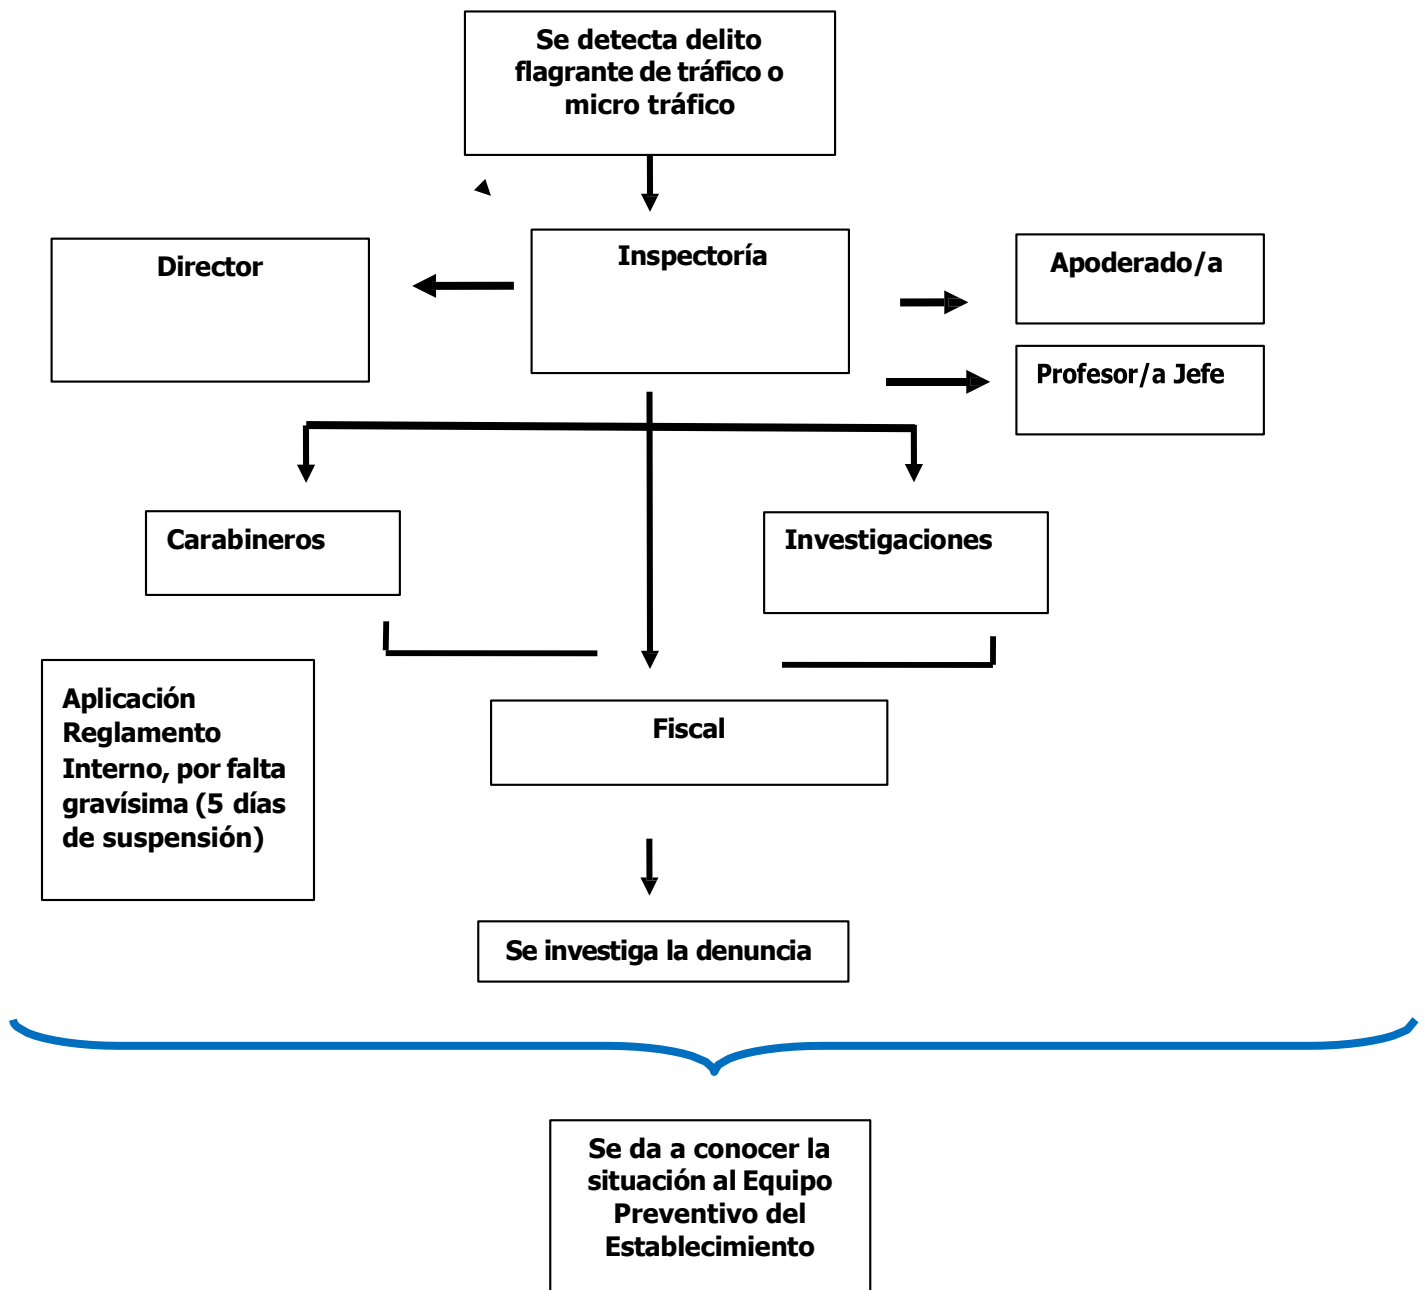 Se detecta delito
flagrante de tráfico o
micro tráfico
Director
Inspectoría
Apoderado/a
Profesor/a Jefe
Carabineros
Investigaciones
Aplicación
Reglamento
Interno, por falta
gravísima (5 días
de suspensión)
Fiscal
Se investiga la denuncia
Se da a conocer la
situación al Equipo
Preventivo del
Establecimiento